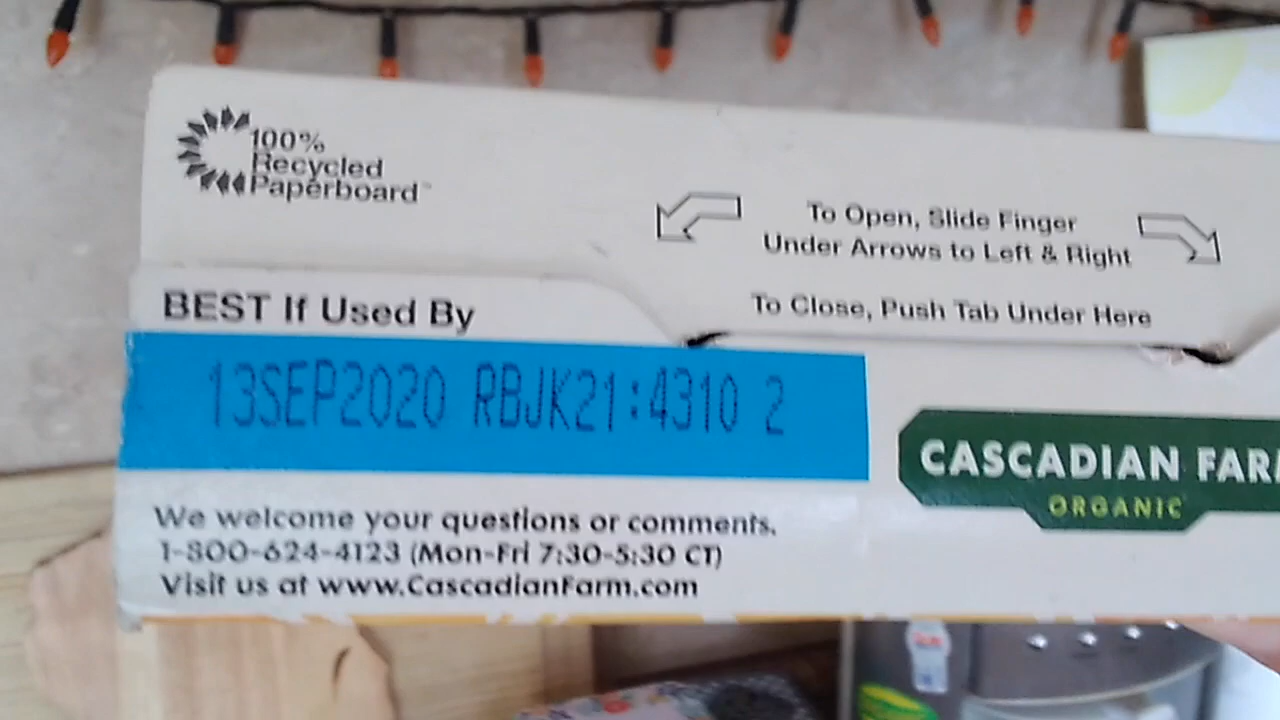 100%
Recycled
Paperboard™
To Open, Slide Finger
Under Arrows to Left & Right
To Close, Push Tab Under Here
BEST If Used By
13SEP2020 RBJK21:4310 2
CASCADIAN FAR
ORGANIC
We welcome your questions or comments.
1-800-624-4123 (Mon-Fri 7:30-5:30 CT)
Visit us at www.CascadianFarm.com